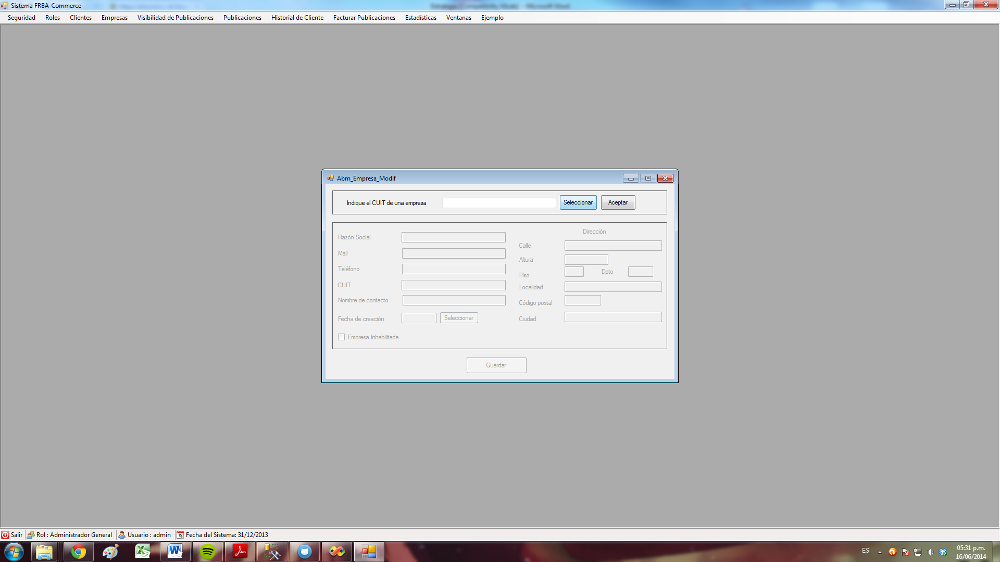 Sistema FRBA-Commerce
Seguridad Roles Clientes Empresas Visibilidad de Publicaciones Publicaciones Historial de Cliente Facturar Publicaciones Estadísticas Ventanas Ejemplo
Abm_Empresa_Modif
Indique el CUIT de una empresa Seleccionar Aceptar
Dirección
Razón Social
Calle
Mail
Altura
Teléfono
Piso Dpto
CUIT
Localidad
Nombre de contacto
Código postal
Fecha de creación Seleccionar
Ciudad
Empresa Inhabilitada
Guardar
Salir Rol : Administrador General Usuario : admin Fecha del Sistema: 31/12/2013
ES 05:31 p.m.
16/06/2014